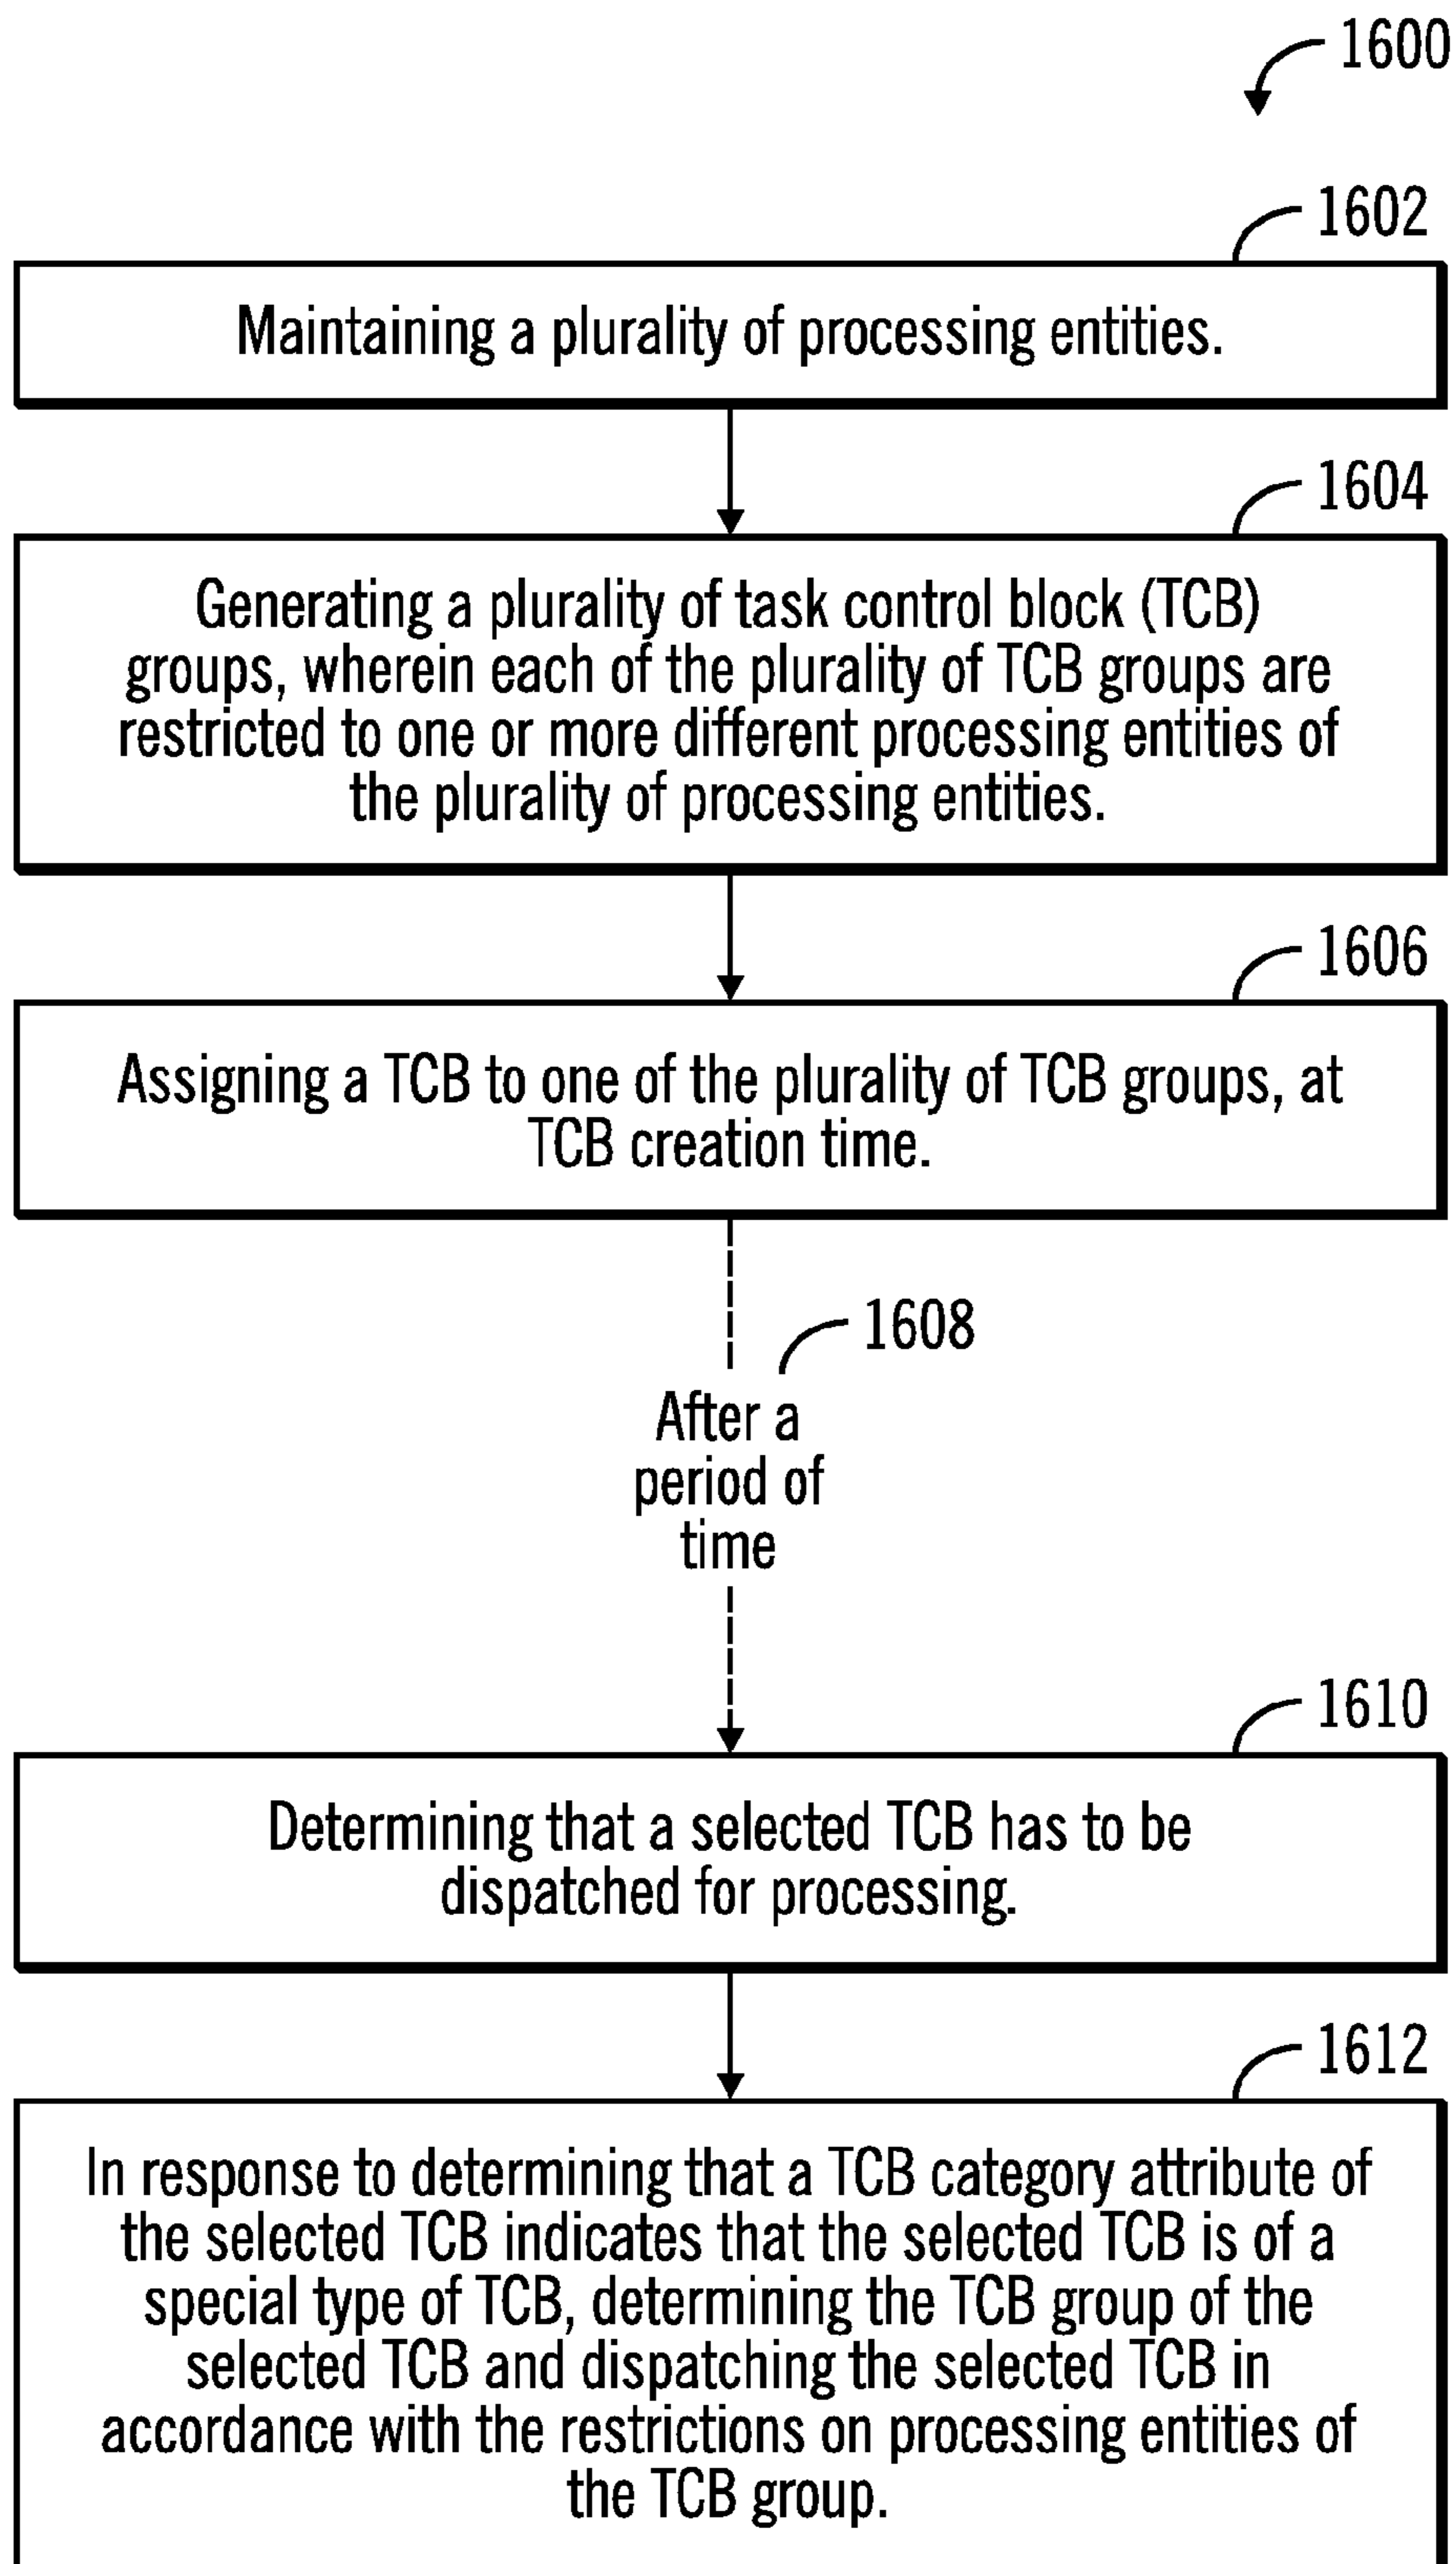 1600
1602
Maintaining a plurality of processing entities.
1604
Generating a plurality of task control block (TCB)
groups, wherein each of the plurality of TCB groups are
restricted to one or more different processing entities of
the plurality of processing entities.
1606
Assigning a TCB to one of the plurality of TCB groups, at
TCB creation time.
1608
After a
period of
time
1610
Determining that a selected TCB has to be
dispatched for processing.
1612
In response to determining that a TCB category attribute of
the selected TCB indicates that the selected TCB is of a
special type of TCB, determining the TCB group of the
selected TCB and dispatching the selected TCB in
accordance with the restrictions on processing entities of
the TCB group.